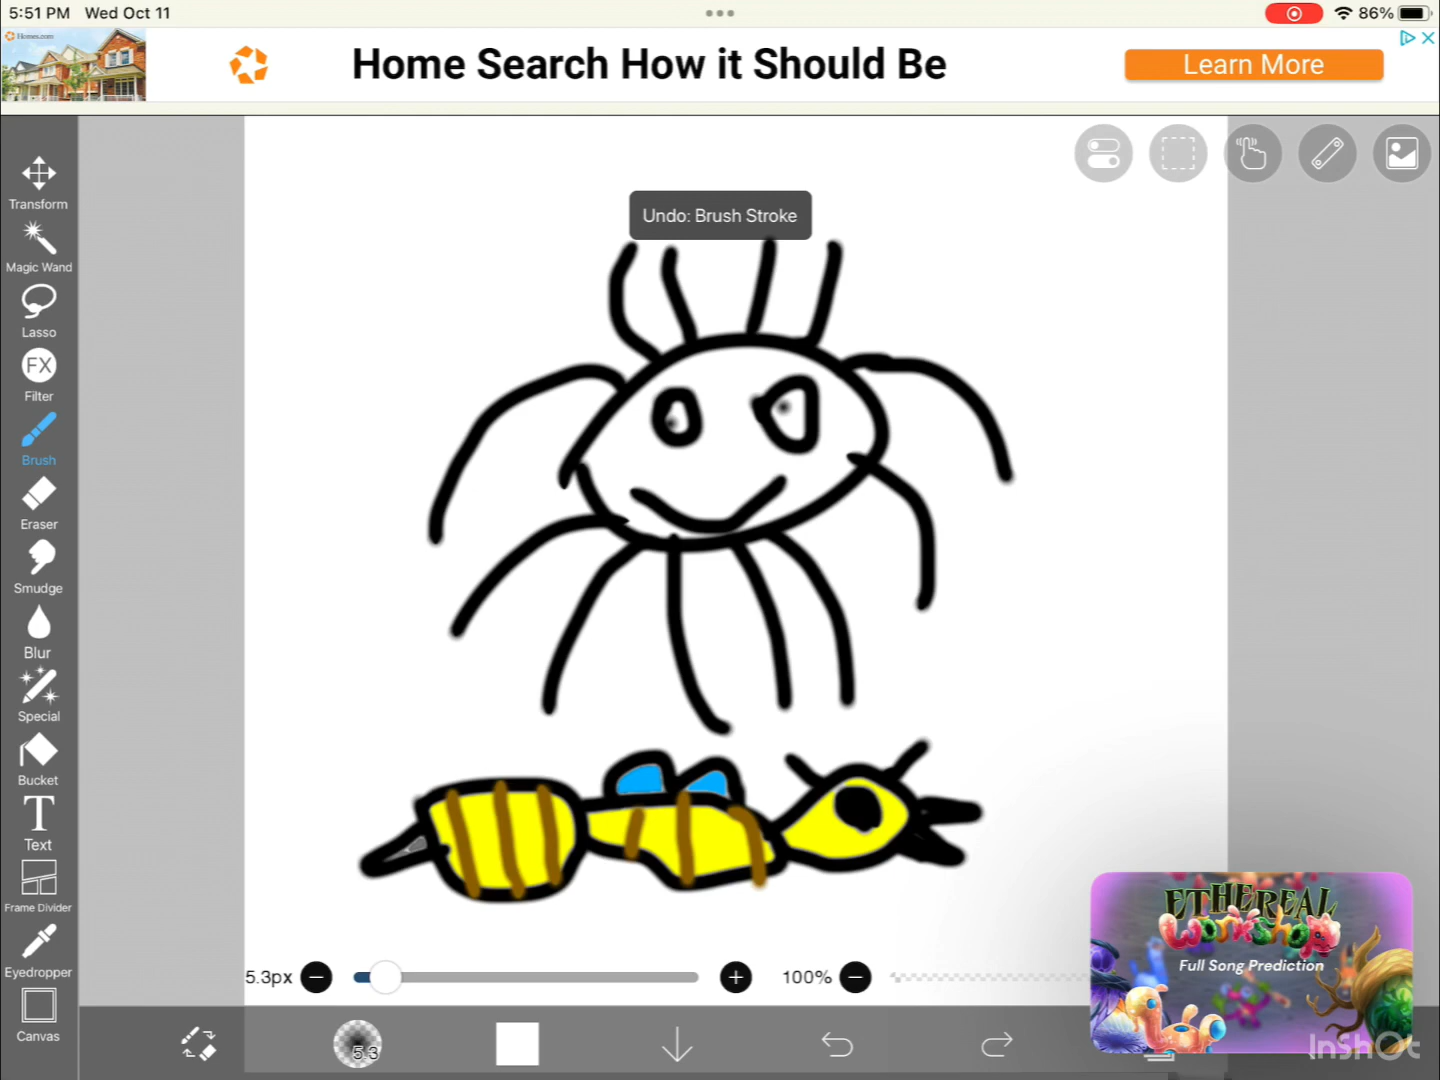 5:51 PM Wed Oct 11
86%
Homes.com
Home Search How it Should Be
Learn More
Transform
Magic Wand
Lasso
FX
Filter
Brush
Eraser
Smudge
Blur
Special
Bucket
T
Text
Frame Divider
Eyedropper
Canvas
Undo: Brush Stroke
5.3px
100%
5.3
ETHEREAL
Workshop
Full Song Prediction
InShOt